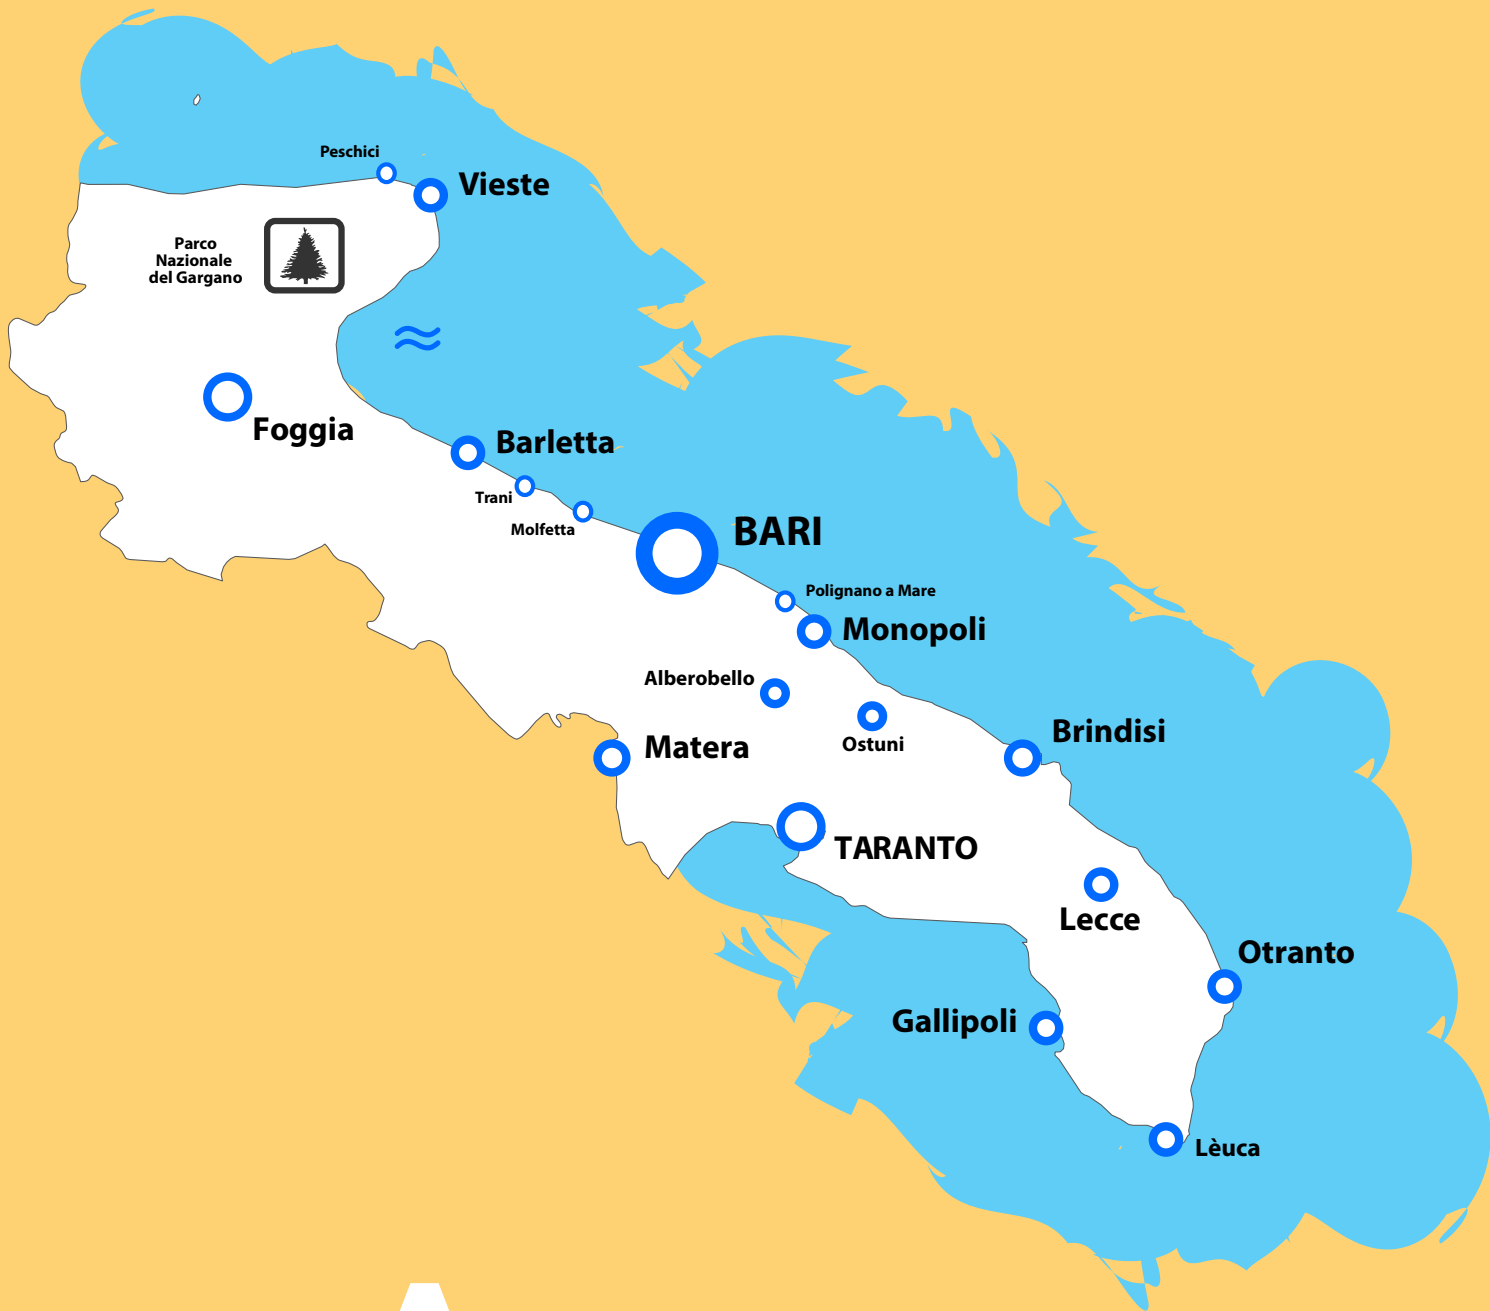 Peschici
Vieste
Parco
Nazionale
del Gargano
Foggia
Barletta
Trani
Molfetta
BARI
Polignano a Mare
Monopoli
Alberobello
Ostuni
Matera
Brindisi
TARANTO
Lecce
Otranto
Gallipoli
Lèuca